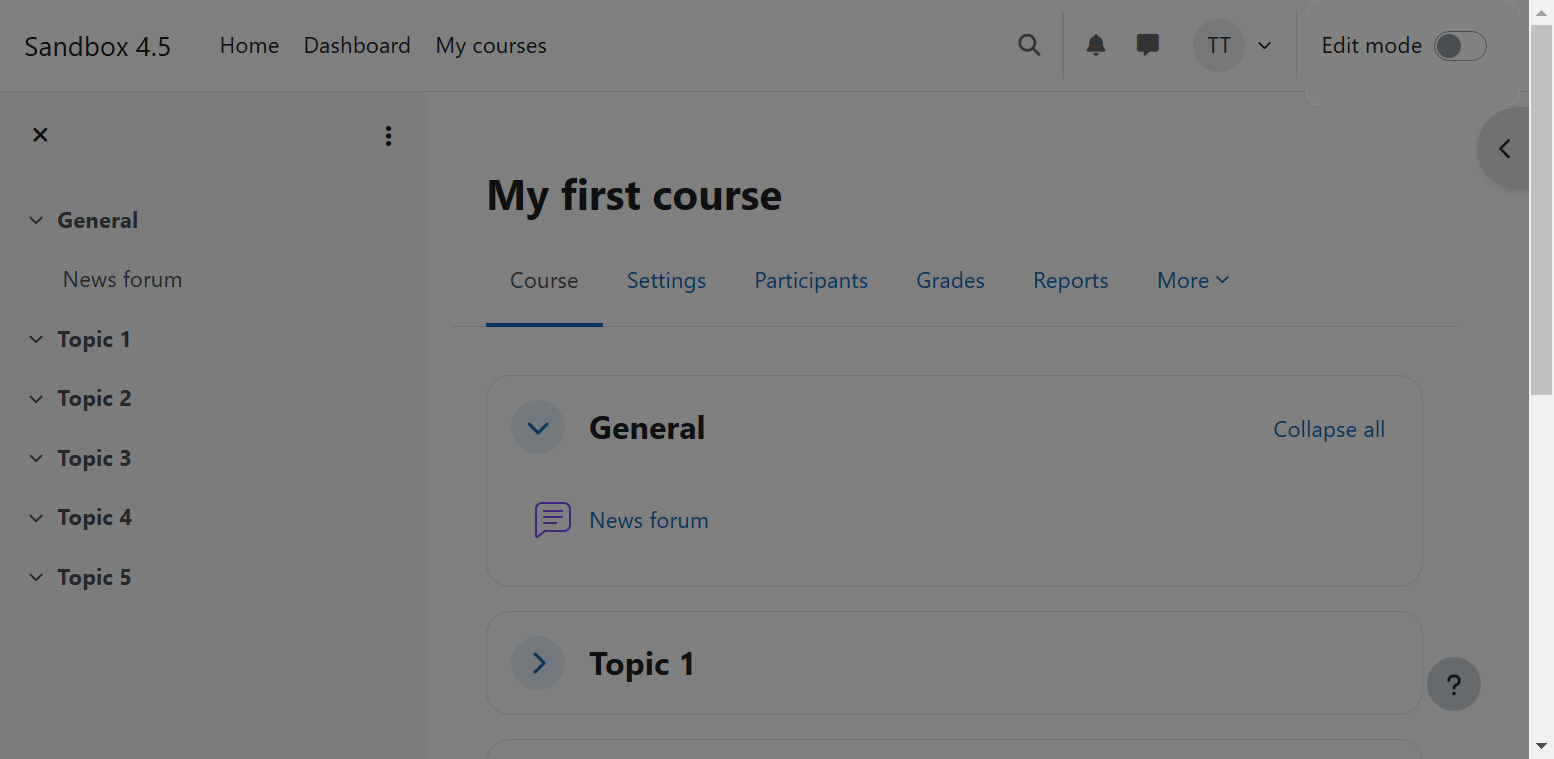 Sandbox 4.5 Home Dashboard My courses TT Edit mode
General
News forum
Topic 1
Topic 2
Topic 3
Topic 4
Topic 5
My first course
Course Settings Participants Grades Reports More
General Collapse all
News forum
Topic 1
?